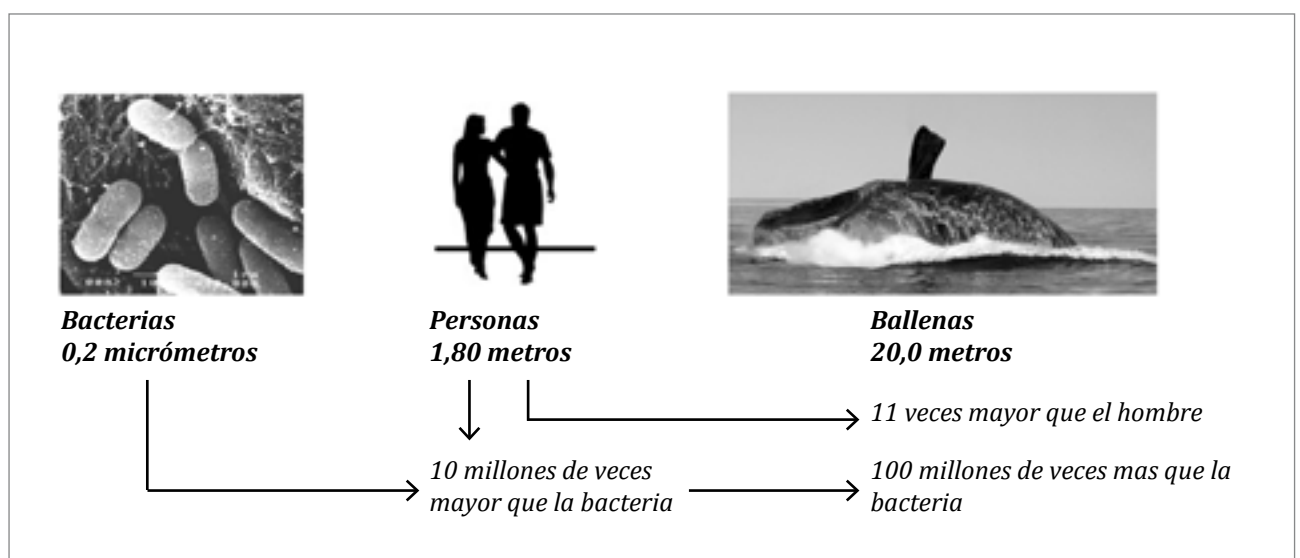 Bacterias
0,2 micrómetros
Personas
1,80 metros
Ballenas
20,0 metros
11 veces mayor que el hombre
10 millones de veces
mayor que la bacteria
100 millones de veces mas que la
bacteria